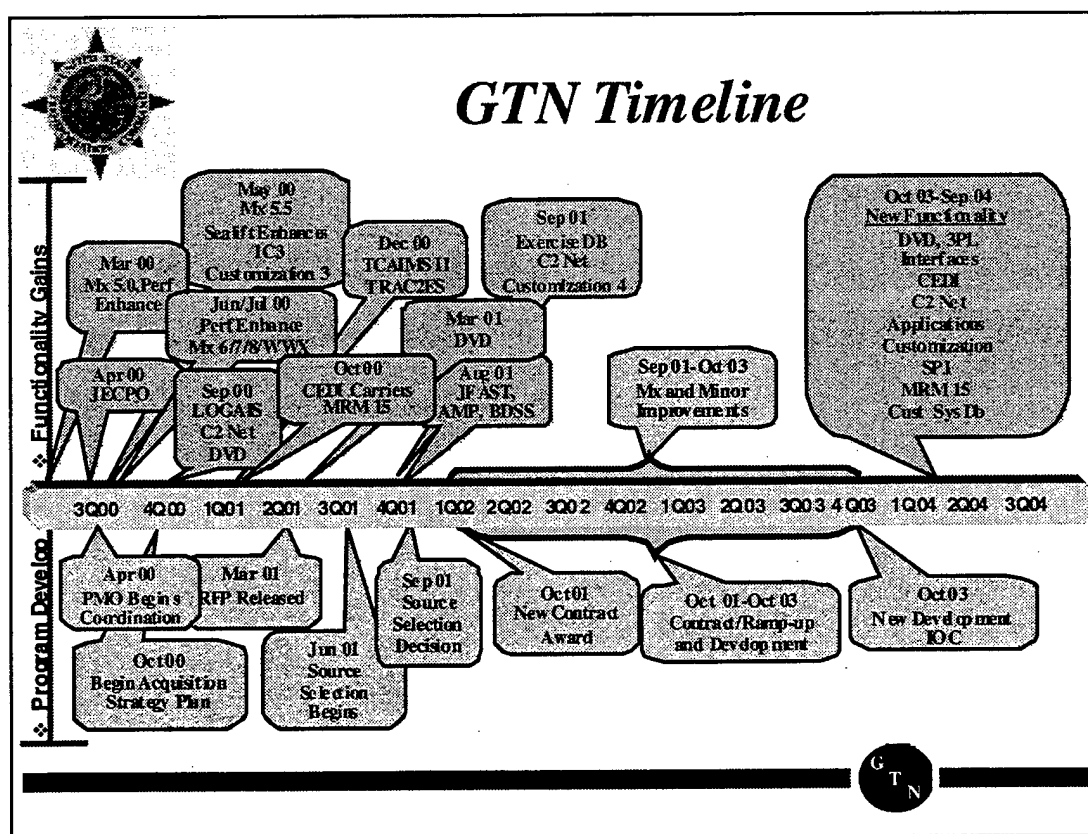 GTN Timeline
❖ Functionality Gains
May 00
Mx 5.5
Sealift Enhances
IC3
Customization 3
Mar 00
Mx 5.0, Perf
Enhance
Jun/Jul 00
Perf Enhance
Mx 6/7/8/WWX
Apr 00
JECPO
Sep 00
LOGAIS
C2 Net
DVD
Oct 00
CEDI Carriers
MRM 15
Dec 00
TCAIMS II
TRAC2ES
Mar 01
DVD
Aug 01
JFAST,
AMP, BDSS
Sep 01
Exercise DB
C2 Net
Customization 4
Sep 01-Oct 03
Mx and Minor
Improvements
Oct 03-Sep 04
New Functionality
DVD, 3PL
Interfaces
CEDI
C2 Net
Applications
Customization
SPI
MRM 15
Cust Sys Db
3Q00 4Q00 1Q01 2Q01 3Q01 4Q01 1Q02 2Q02 3Q02 4Q02 1Q03 2Q03 3Q03 4Q03 1Q04 2Q04 3Q04
❖ Program Develop
Apr 00
PMO Begins
Coordination
Oct 00
Begin Acquisition
Strategy Plan
Mar 01
RFP Released
Jun 01
Source
Selection
Begins
Sep 01
Source
Selection
Decision
Oct 01
New Contract
Award
Oct 01-Oct 03
Contract/Ramp-up
and Development
Oct 03
New Development
IOC
G
T
N